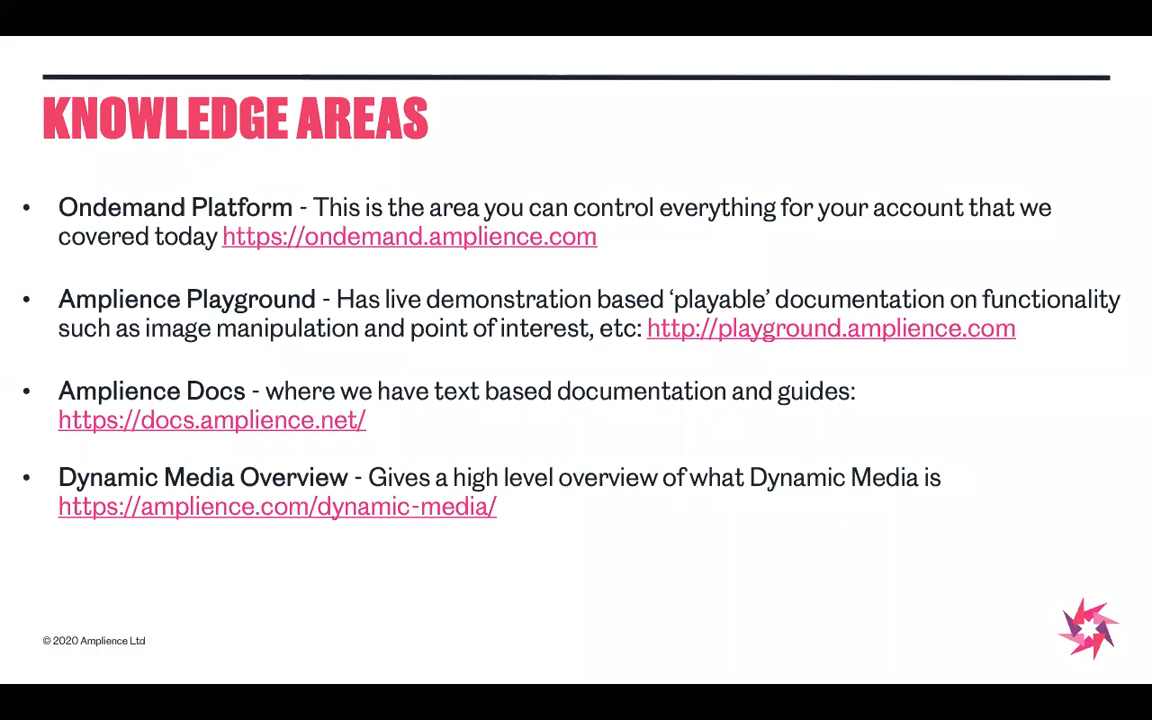 KNOWLEDGE AREAS
• Ondemand Platform - This is the area you can control everything for your account that we
covered today https://ondemand.amplience.com
• Amplience Playground - Has live demonstration based ‘playable’ documentation on functionality
such as image manipulation and point of interest, etc: http://playground.amplience.com
• Amplience Docs - where we have text based documentation and guides:
https://docs.amplience.net/
• Dynamic Media Overview - Gives a high level overview of what Dynamic Media is
https://amplience.com/dynamic-media/
© 2020 Amplience Ltd